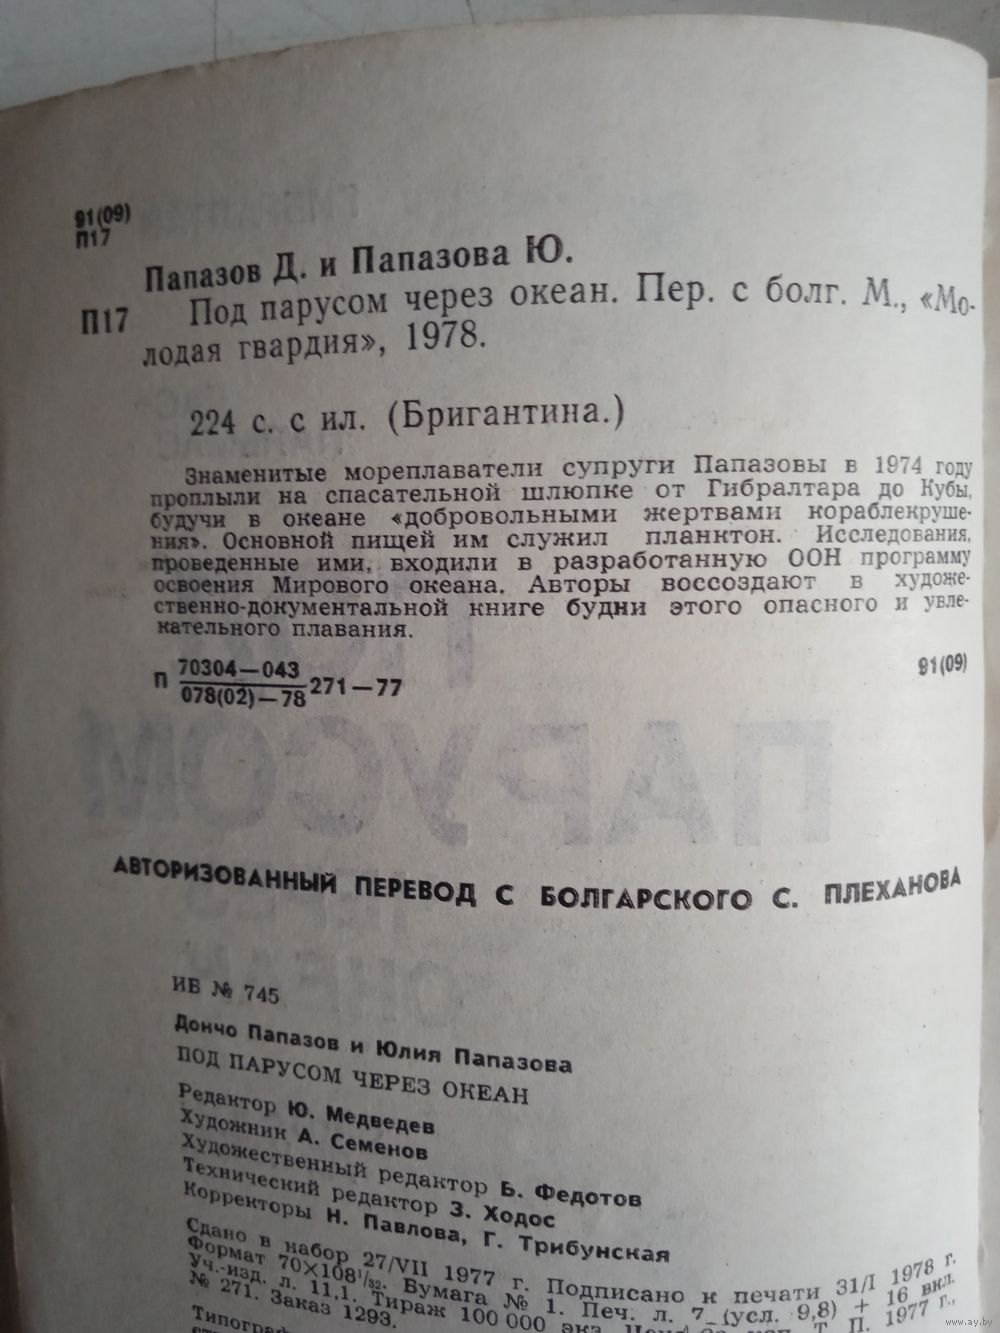 91(09)
П17
Папазов Д. и Папазова Ю.
П17 Под парусом через океан. Пер. с болг. М., «Мо-
лодая гвардия», 1978.
224 с. с ил. (Бригантина.)
Знаменитые мореплаватели супруги Папазовы в 1974 году
проплыли на спасательной шлюпке от Гибралтара до Кубы,
будучи в океане «добровольными жертвами кораблекруше-
ния». Основной пищей им служил планктон. Исследования,
проведенные ими, входили в разработанную ООН программу
освоения Мирового океана. Авторы воссоздают в художе-
ственно-документальной книге будни этого опасного и увле-
кательного плавания.
П 70304—043
078(02)—78 271—77
91(09)
АВТОРИЗОВАННЫЙ ПЕРЕВОД С БОЛГАРСКОГО С. ПЛЕХАНОВА
ИБ № 745
Дончо Папазов и Юлия Папазова
ПОД ПАРУСОМ ЧЕРЕЗ ОКЕАН
Редактор Ю. Медведев
Художник А. Семенов
Художественный редактор Б. Федотов
Технический редактор З. Ходос
Корректоры Н. Павлова, Г. Трибунская
Сдано в набор 27/VII 1977 г. Подписано к печати 31/I 1978 г.
Формат 70×108¹/₃₂. Бумага № 1. Печ. л. 7 (усл. 9,8) + 16 вкл.
Уч.-изд. л. 11,1. Тираж 100 000 экз. Т. П. 1977 г.,
№ 271. Заказ 1293.
www.ay.by